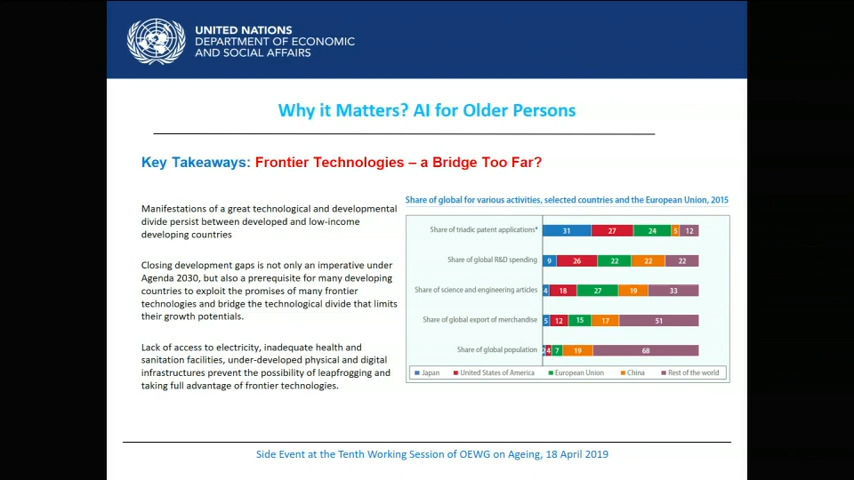 UNITED NATIONS
DEPARTMENT OF ECONOMIC
AND SOCIAL AFFAIRS
Why it Matters? AI for Older Persons
Key Takeaways: Frontier Technologies – a Bridge Too Far?
Manifestations of a great technological and developmental
divide persist between developed and low-income
developing countries
Closing development gaps is not only an imperative under
Agenda 2030, but also a prerequisite for many developing
countries to exploit the promises of many frontier
technologies and bridge the technological divide that limits
their growth potentials.
Lack of access to electricity, inadequate health and
sanitation facilities, under-developed physical and digital
infrastructures prevent the possibility of leapfrogging and
taking full advantage of frontier technologies.
Share of global for various activities, selected countries and the European Union, 2015
Share of triadic patent applications* 31 27 24 5 12
Share of global R&D spending 9 26 22 22 22
Share of science and engineering articles 4 18 27 19 33
Share of global export of merchandise 5 12 15 17 51
Share of global population 2 4 7 19 68
Japan United States of America European Union China Rest of the world
Side Event at the Tenth Working Session of OEWG on Ageing, 18 April 2019